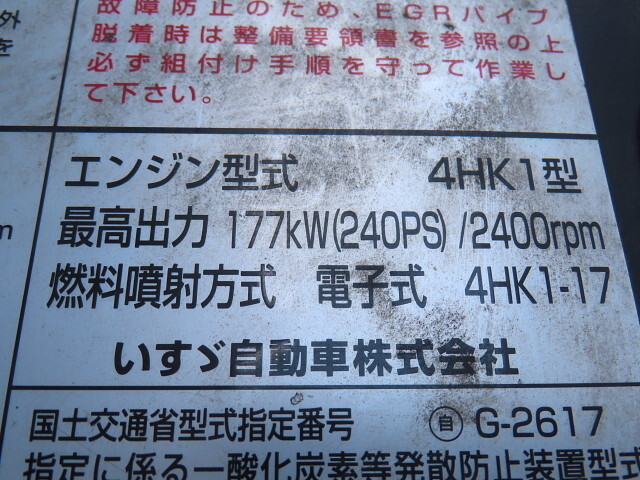 故障防止のため、EGRパイプ
脱着時は整備要領書を参照の上
必ず組付け手順を守って作業し
て下さい。
外
を
エンジン型式 4HK1型
最高出力 177kW(240PS)/2400rpm
燃料噴射方式 電子式 4HK1-17
いすゞ自動車株式会社
m
国土交通省型式指定番号 ㊀自 G-2617
指定に係る一酸化炭素等発散防止装置型式